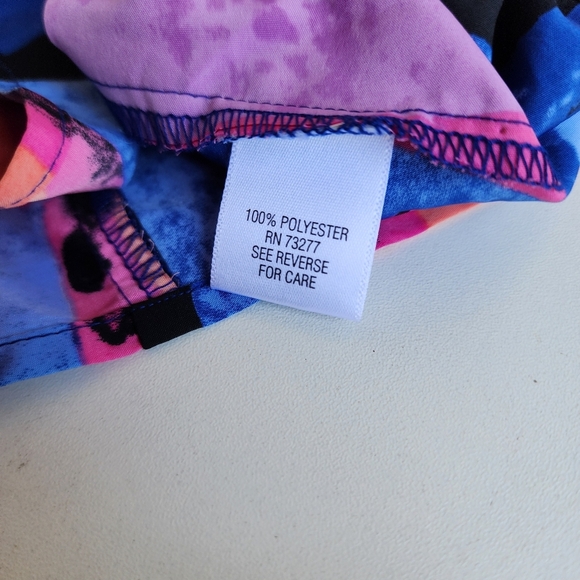 100% POLYESTER
RN 73277
SEE REVERSE
FOR CARE